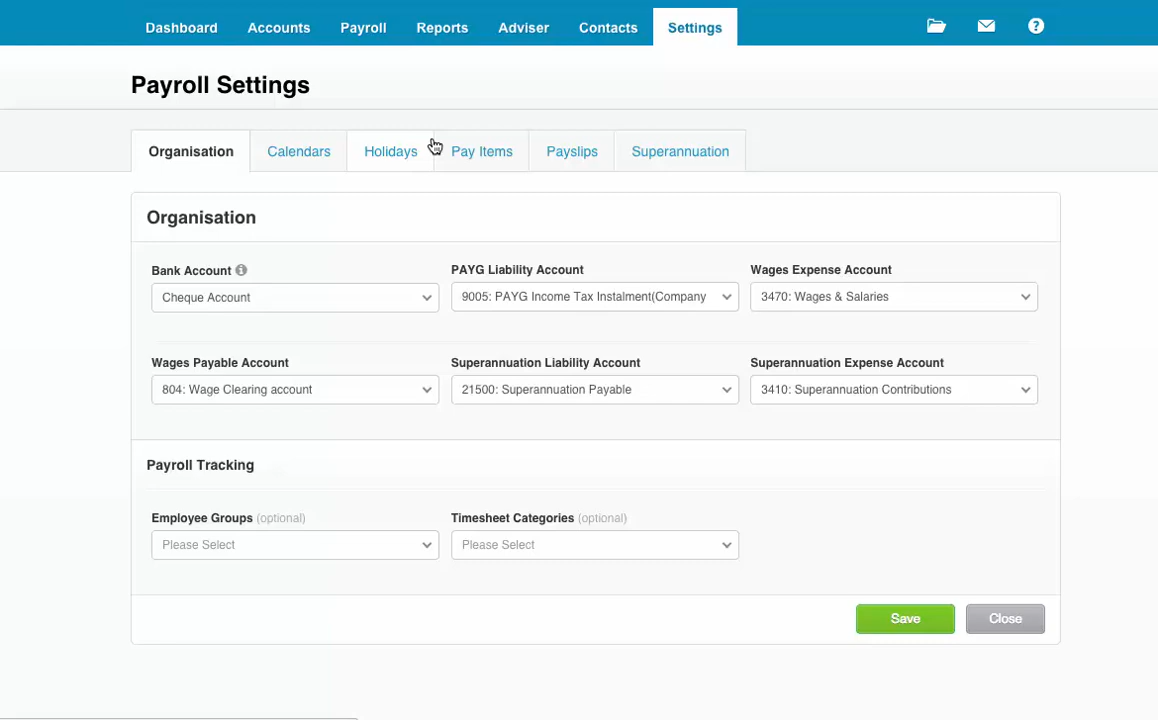 Dashboard Accounts Payroll Reports Adviser Contacts Settings
Payroll Settings
Organisation Calendars Holidays Pay Items Payslips Superannuation
Organisation
Bank Account PAYG Liability Account Wages Expense Account
Cheque Account 9005: PAYG Income Tax Instalment(Company 3470: Wages & Salaries
Wages Payable Account Superannuation Liability Account Superannuation Expense Account
804: Wage Clearing account 21500: Superannuation Payable 3410: Superannuation Contributions
Payroll Tracking
Employee Groups (optional) Timesheet Categories (optional)
Please Select Please Select
Save Close